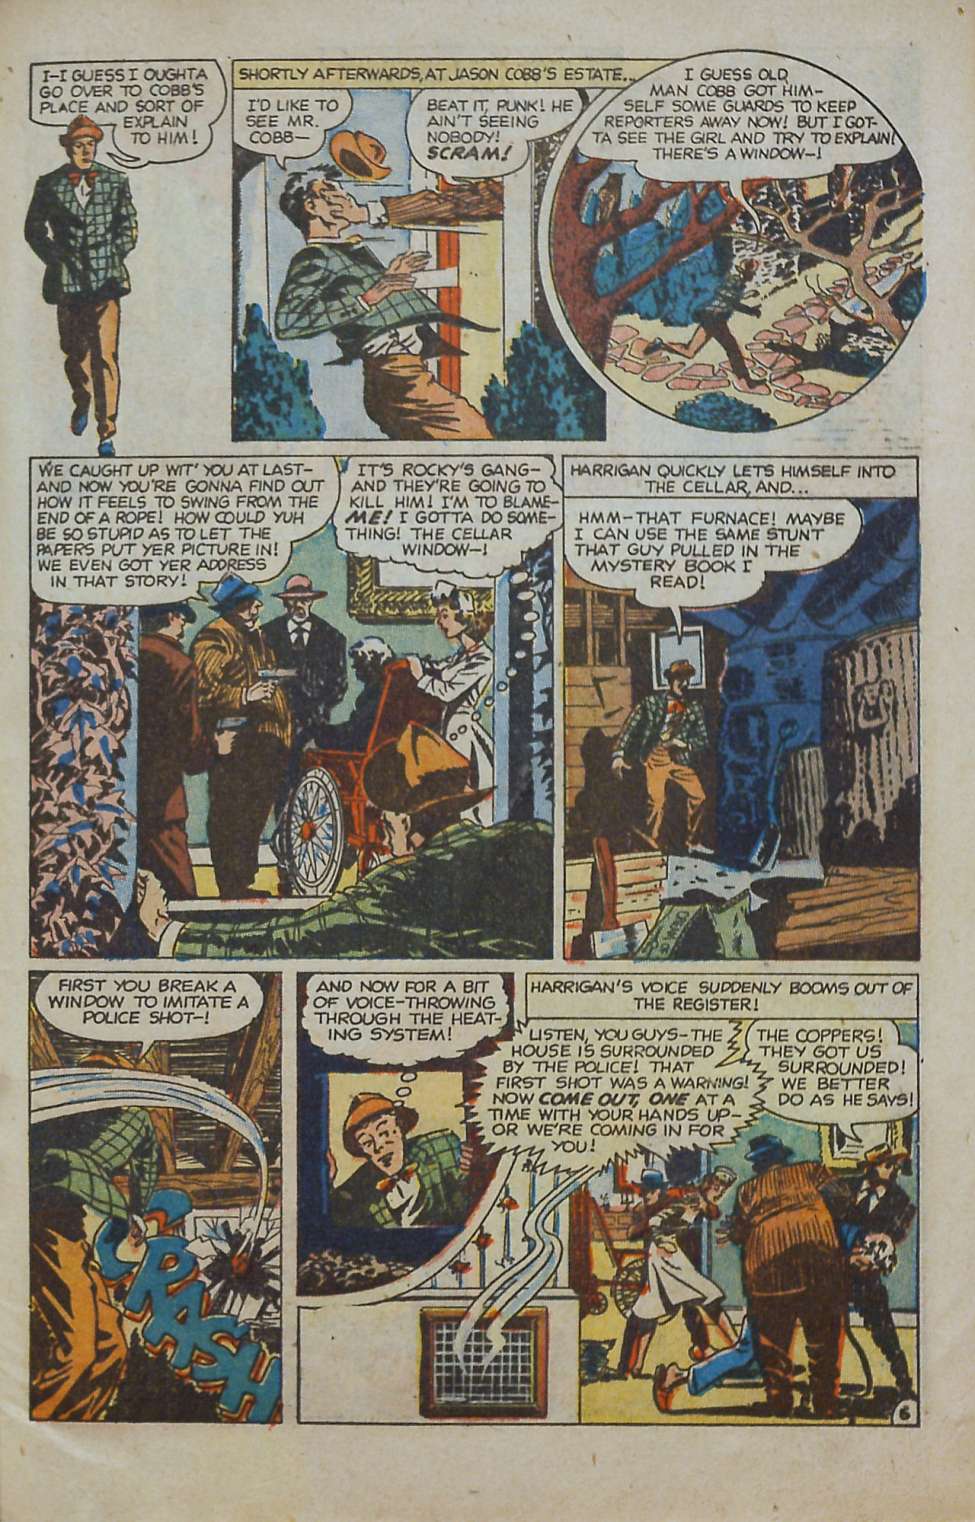 I-I GUESS I OUGHTA
GO OVER TO COBB'S
PLACE AND SORT OF
EXPLAIN
TO HIM!
SHORTLY AFTERWARDS, AT JASON COBB'S ESTATE...
I'D LIKE TO
SEE MR.
COBB-
BEAT IT, PUNK! HE
AIN'T SEEING
NOBODY!
SCRAM!
I GUESS OLD
MAN COBB GOT HIM-
SELF SOME GUARDS TO KEEP
REPORTERS AWAY NOW! BUT I GOT-
TA SEE THE GIRL AND TRY TO EXPLAIN!
THERE'S A WINDOW-!
WE CAUGHT UP WIT' YOU AT LAST-
AND NOW YOU'RE GONNA FIND OUT
HOW IT FEELS TO SWING FROM THE
END OF A ROPE! HOW COULD YUH
BE SO STUPID AS TO LET THE
PAPERS PUT YER PICTURE IN!
WE EVEN GOT YER ADDRESS
IN THAT STORY!
IT'S ROCKY'S GANG-
AND THEY'RE GOING TO
KILL HIM! I'M TO BLAME-
ME! I GOTTA DO SOME-
THING! THE CELLAR
WINDOW-!
HARRIGAN QUICKLY LETS HIMSELF INTO
THE CELLAR, AND...
HMM-THAT FURNACE! MAYBE
I CAN USE THE SAME STUNT
THAT GUY PULLED IN THE
MYSTERY BOOK I
READ!
FIRST YOU BREAK A
WINDOW TO IMITATE A
POLICE SHOT-!
CRASH
AND NOW FOR A BIT
OF VOICE-THROWING
THROUGH THE HEAT-
ING SYSTEM!
HARRIGAN'S VOICE SUDDENLY BOOMS OUT OF
THE REGISTER!
LISTEN, YOU GUYS-THE
HOUSE IS SURROUNDED
BY THE POLICE! THAT
FIRST SHOT WAS A WARNING!
NOW COME OUT, ONE AT A
TIME WITH YOUR HANDS UP-
OR WE'RE COMING IN FOR
YOU!
THE COPPERS!
THEY GOT US
SURROUNDED!
WE BETTER
DO AS HE SAYS!
6